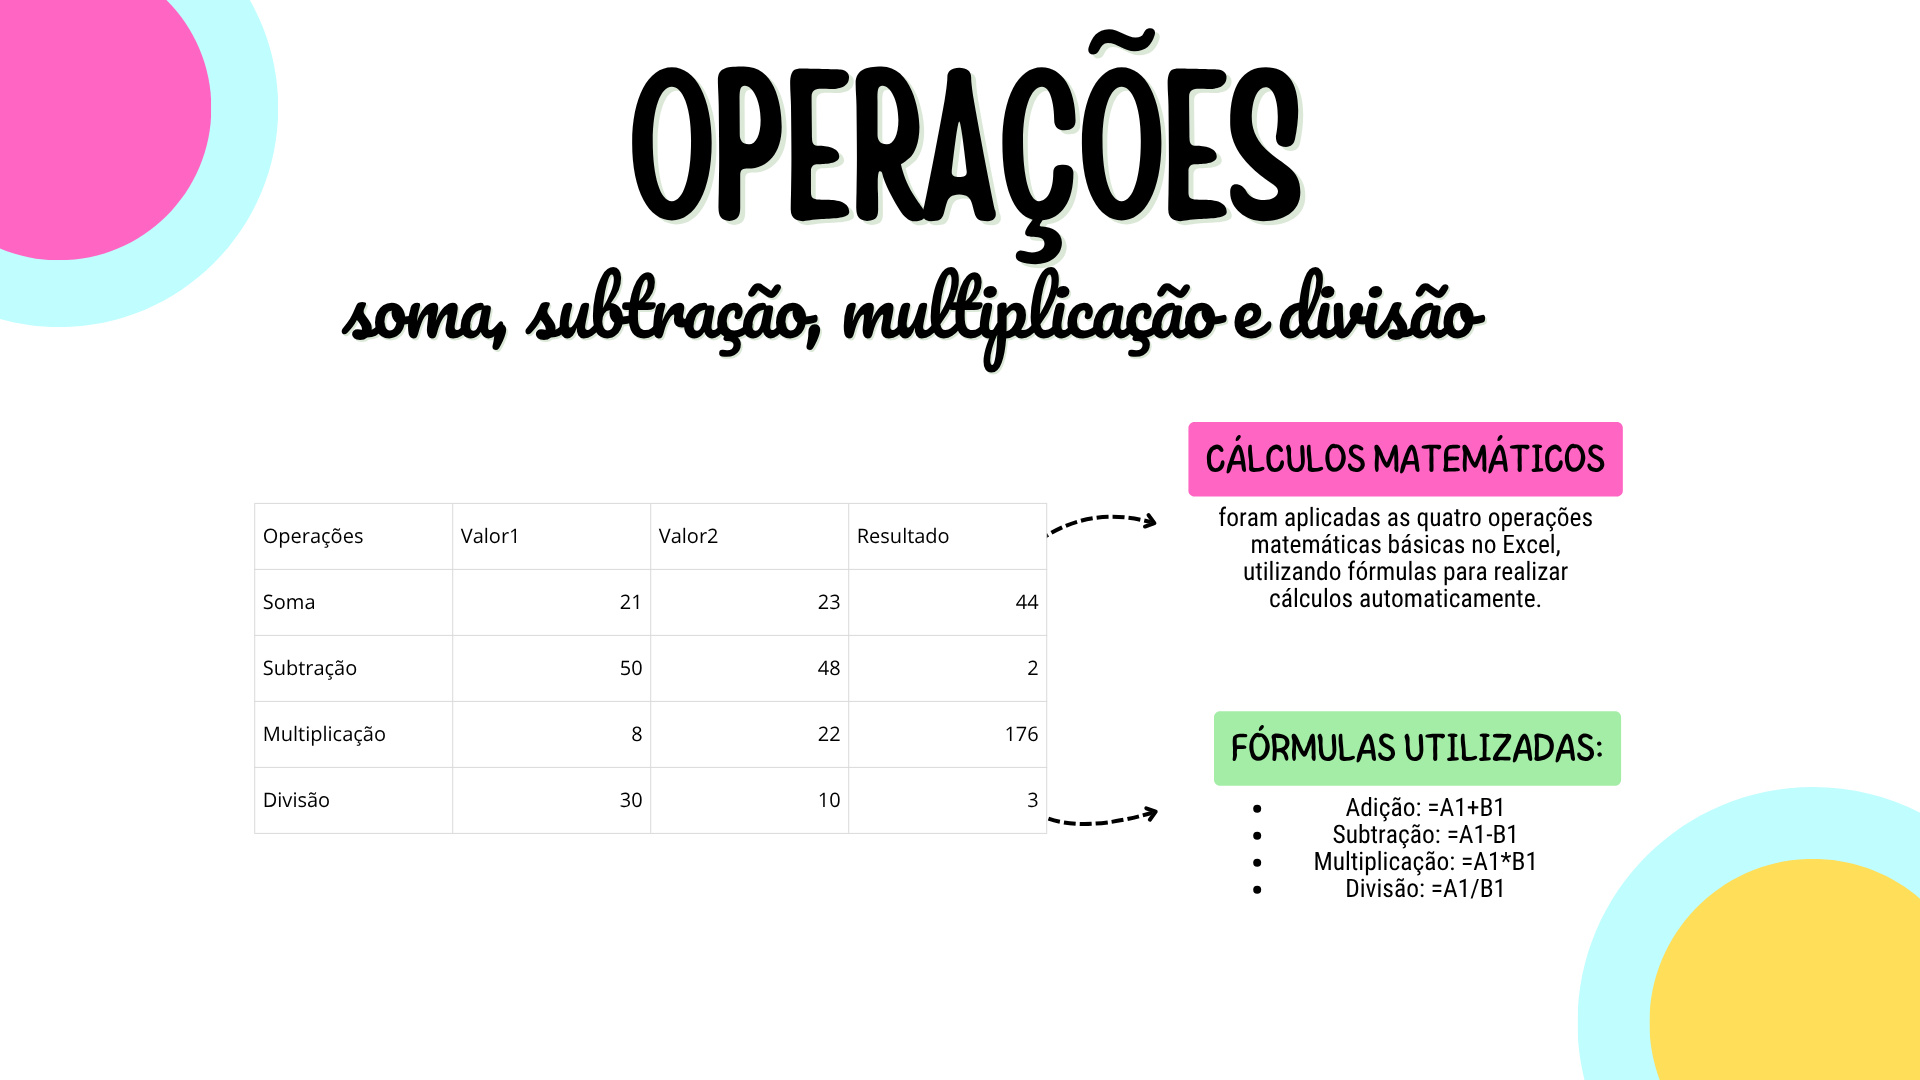 OPERAÇÕES
soma, subtração, multiplicação e divisão
Operações Valor1 Valor2 Resultado
Soma 21 23 44
Subtração 50 48 2
Multiplicação 8 22 176
Divisão 30 10 3
CÁLCULOS MATEMÁTICOS
foram aplicadas as quatro operações
matemáticas básicas no Excel,
utilizando fórmulas para realizar
cálculos automaticamente.
FÓRMULAS UTILIZADAS:
• Adição: =A1+B1
• Subtração: =A1-B1
• Multiplicação: =A1*B1
• Divisão: =A1/B1